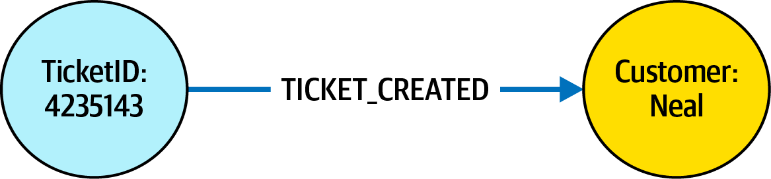 TicketID:
4235143
TICKET_CREATED
Customer:
Neal